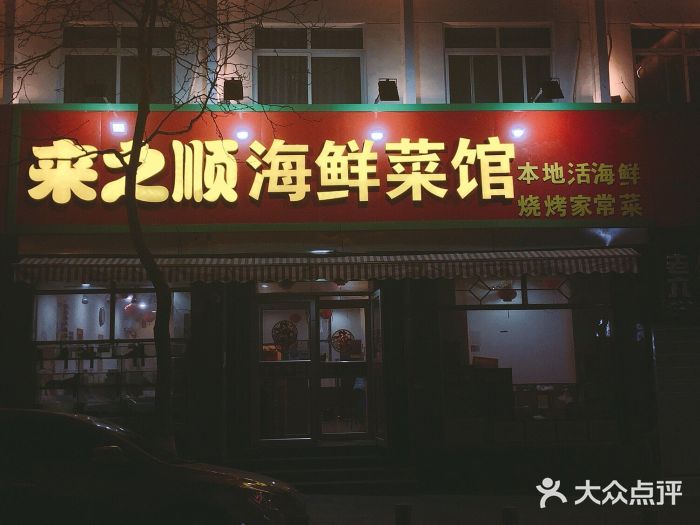 来之顺海鲜菜馆
本地活海鲜
烧烤家常菜
大众点评